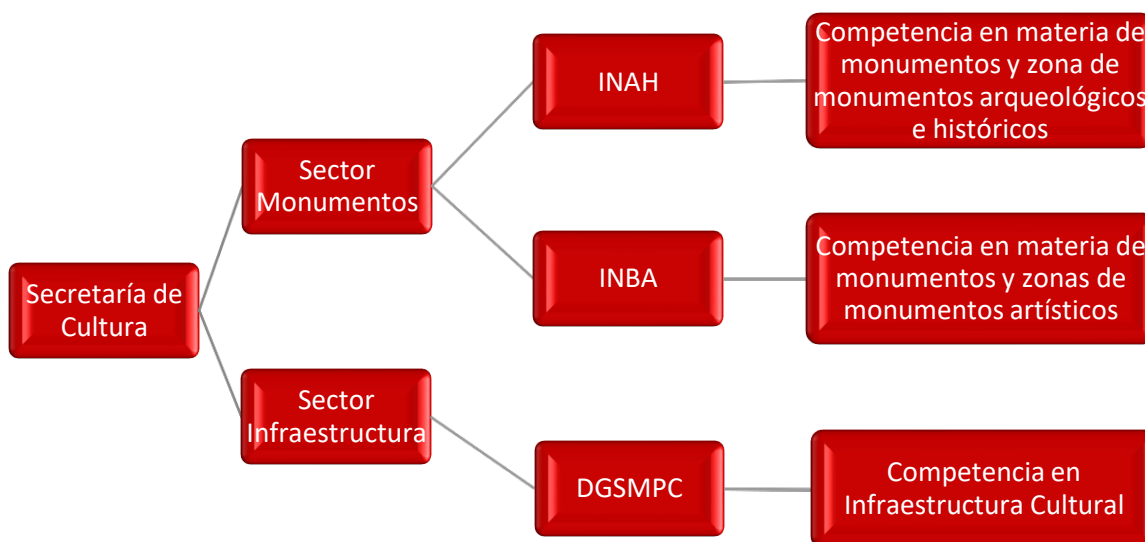 Secretaría de
Cultura
Sector
Monumentos
INAH
Competencia en materia de
monumentos y zona de
monumentos arqueológicos
e históricos
INBA
Competencia en materia de
monumentos y zonas de
monumentos artísticos
Sector
Infraestructura
DGSMPC
Competencia en
Infraestructura Cultural